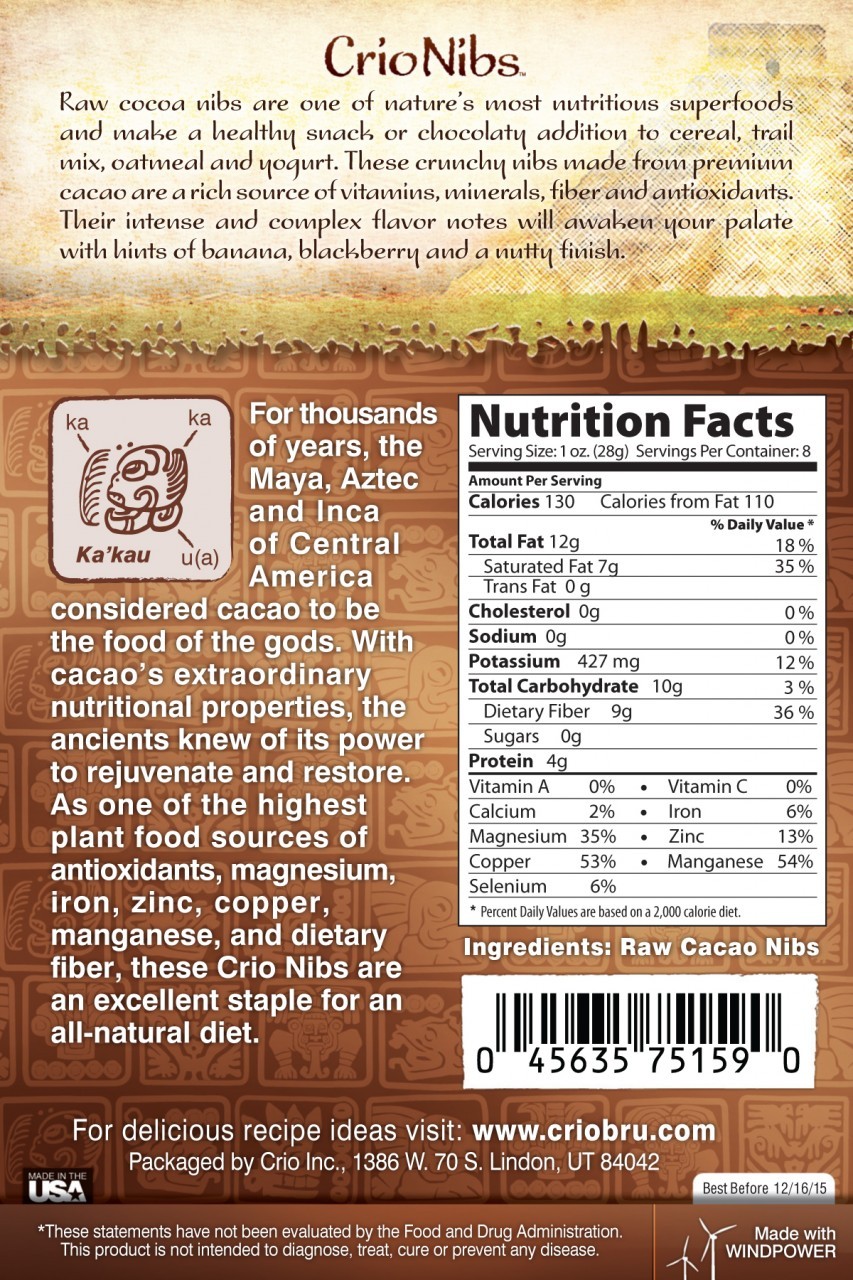 Crio Nibs™
Raw cocoa nibs are one of nature's most nutritious superfoods
and make a healthy snack or chocolaty addition to cereal, trail
mix, oatmeal and yogurt. These crunchy nibs made from premium
cacao are a rich source of vitamins, minerals, fiber and antioxidants.
Their intense and complex flavor notes will awaken your palate
with hints of banana, blackberry and a nutty finish.
ka
ka
Ka'kau
u(a)
For thousands
of years, the
Maya, Aztec
and Inca
of Central
America
considered cacao to be
the food of the gods. With
cacao's extraordinary
nutritional properties, the
ancients knew of its power
to rejuvenate and restore.
As one of the highest
plant food sources of
antioxidants, magnesium,
iron, zinc, copper,
manganese, and dietary
fiber, these Crio Nibs are
an excellent staple for an
all-natural diet.
Nutrition Facts
Serving Size: 1 oz. (28g) Servings Per Container: 8
Amount Per Serving
Calories 130 Calories from Fat 110
% Daily Value *
Total Fat 12g 18 %
Saturated Fat 7g 35 %
Trans Fat 0 g
Cholesterol 0g 0 %
Sodium 0g 0 %
Potassium 427 mg 12 %
Total Carbohydrate 10g 3 %
Dietary Fiber 9g 36 %
Sugars 0g
Protein 4g
Vitamin A 0% • Vitamin C 0%
Calcium 2% • Iron 6%
Magnesium 35% • Zinc 13%
Copper 53% • Manganese 54%
Selenium 6%
* Percent Daily Values are based on a 2,000 calorie diet.
Ingredients: Raw Cacao Nibs
0 45635 75159 0
For delicious recipe ideas visit: www.criobru.com
Packaged by Crio Inc., 1386 W. 70 S. Lindon, UT 84042
MADE IN THE
USA
Best Before 12/16/15
*These statements have not been evaluated by the Food and Drug Administration.
This product is not intended to diagnose, treat, cure or prevent any disease.
Made with
WINDPOWER